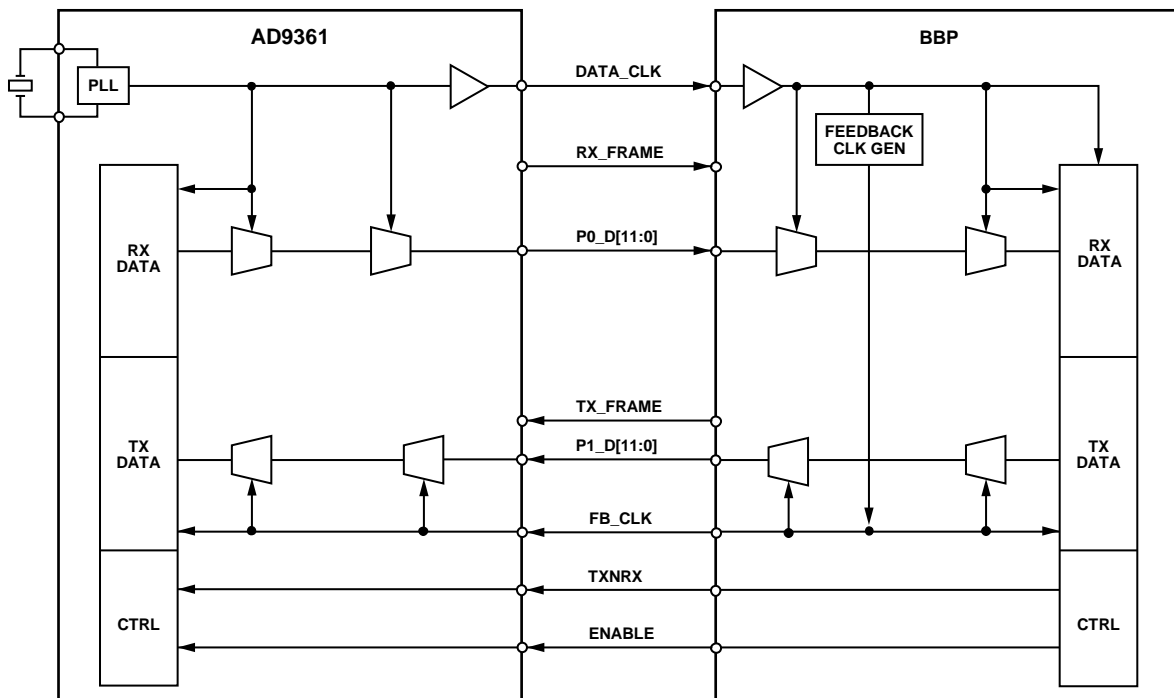 AD9361
BBP
PLL
DATA_CLK
FEEDBACK
CLK GEN
RX_FRAME
RX
DATA
P0_D[11:0]
RX
DATA
TX_FRAME
TX
DATA
P1_D[11:0]
TX
DATA
FB_CLK
TXNRX
CTRL
ENABLE
CTRL